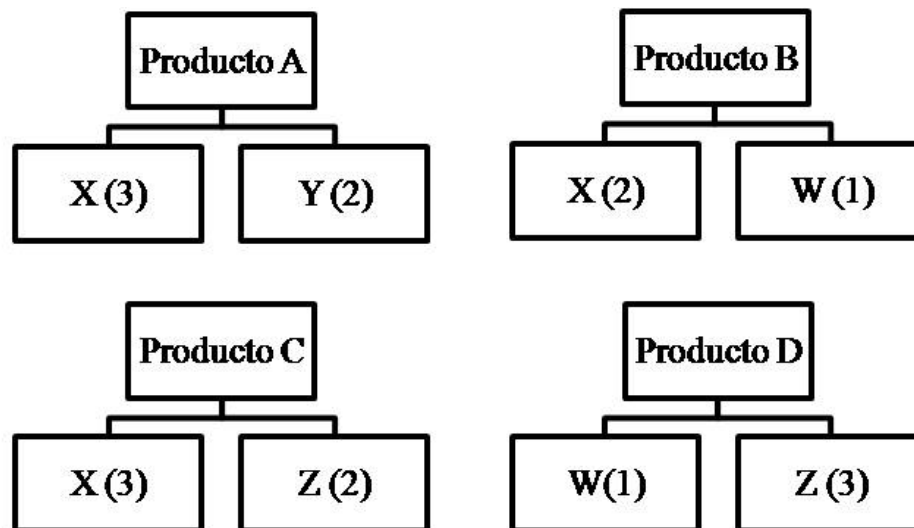 Producto A
X (3)
Y (2)
Producto B
X (2)
W (1)
Producto C
X (3)
Z (2)
Producto D
W(1)
Z (3)